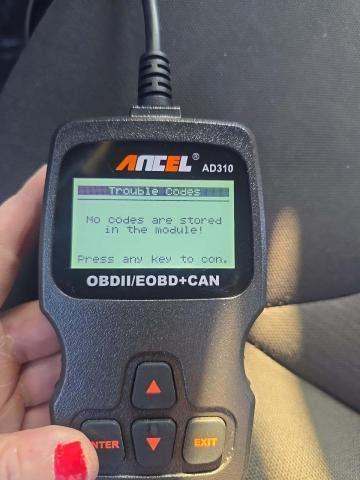 ANCEL® AD310
Trouble Codes
No codes are stored
in the module!
Press any key to con.
OBDII/EOBD+CAN
ENTER
EXIT